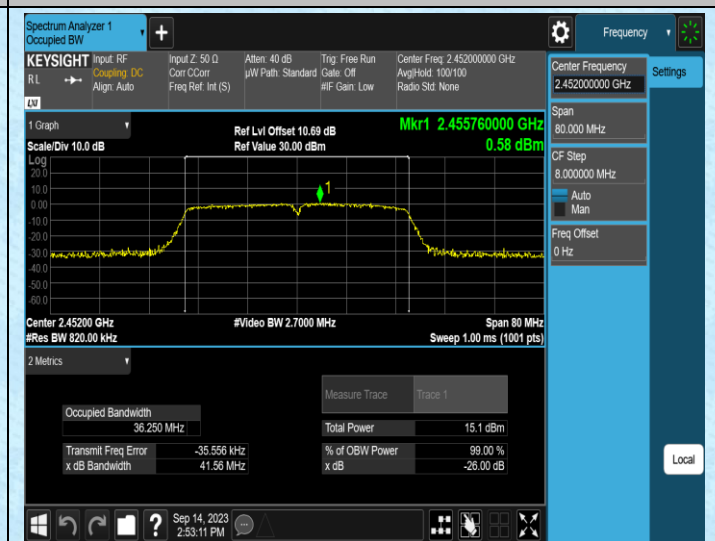 Spectrum Analyzer 1
Occupied BW
Frequency
KEYSIGHT
RL
LXI
Input: RF
Coupling: DC
Align: Auto
Input Z: 50 Ω
Corr CCorr
Freq Ref: Int (S)
Atten: 40 dB
µW Path: Standard
Trig: Free Run
Gate: Off
#IF Gain: Low
Center Freq: 2.452000000 GHz
Avg|Hold: 100/100
Radio Std: None
Center Frequency
2.452000000 GHz
Settings
Span
80.000 MHz
CF Step
8.000000 MHz
Auto
Man
Freq Offset
0 Hz
Local
1 Graph
Scale/Div 10.0 dB
Ref Lvl Offset 10.69 dB
Ref Value 30.00 dBm
Mkr1 2.455760000 GHz
0.58 dBm
Log
20.0
10.0
0.00
-10.0
-20.0
-30.0
-40.0
-50.0
-60.0
1
Center 2.45200 GHz
#Video BW 2.7000 MHz
Span 80 MHz
#Res BW 820.00 kHz
Sweep 1.00 ms (1001 pts)
2 Metrics
Measure Trace
Trace 1
Occupied Bandwidth
36.250 MHz
Total Power
15.1 dBm
Transmit Freq Error
-35.556 kHz
% of OBW Power
99.00 %
x dB Bandwidth
41.56 MHz
x dB
-26.00 dB
?
Sep 14, 2023
2:53:11 PM